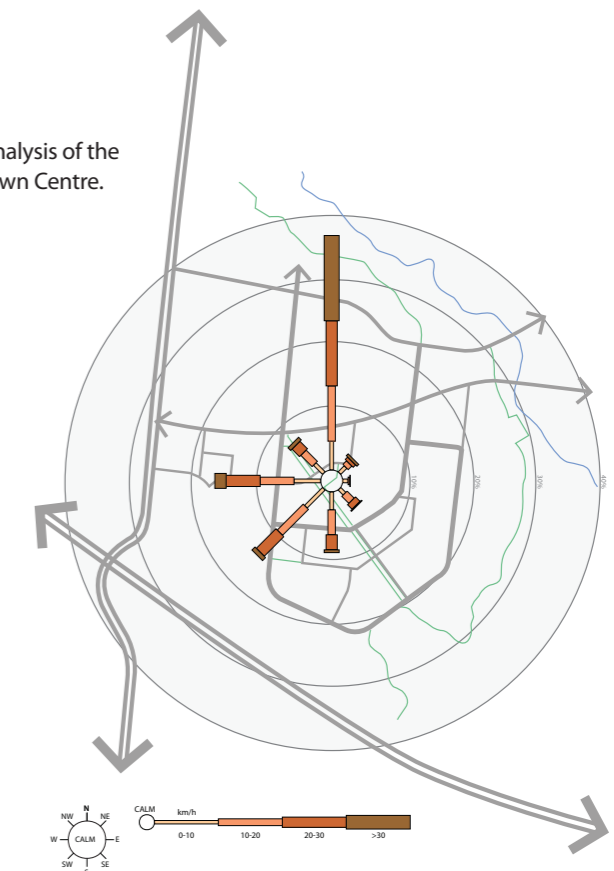 nalysis of the
wn Centre.
10%
20%
30%
40%
N
NW
NE
W
CALM
E
SW
SE
S
CALM
km/h
0-10
10-20
20-30
>30